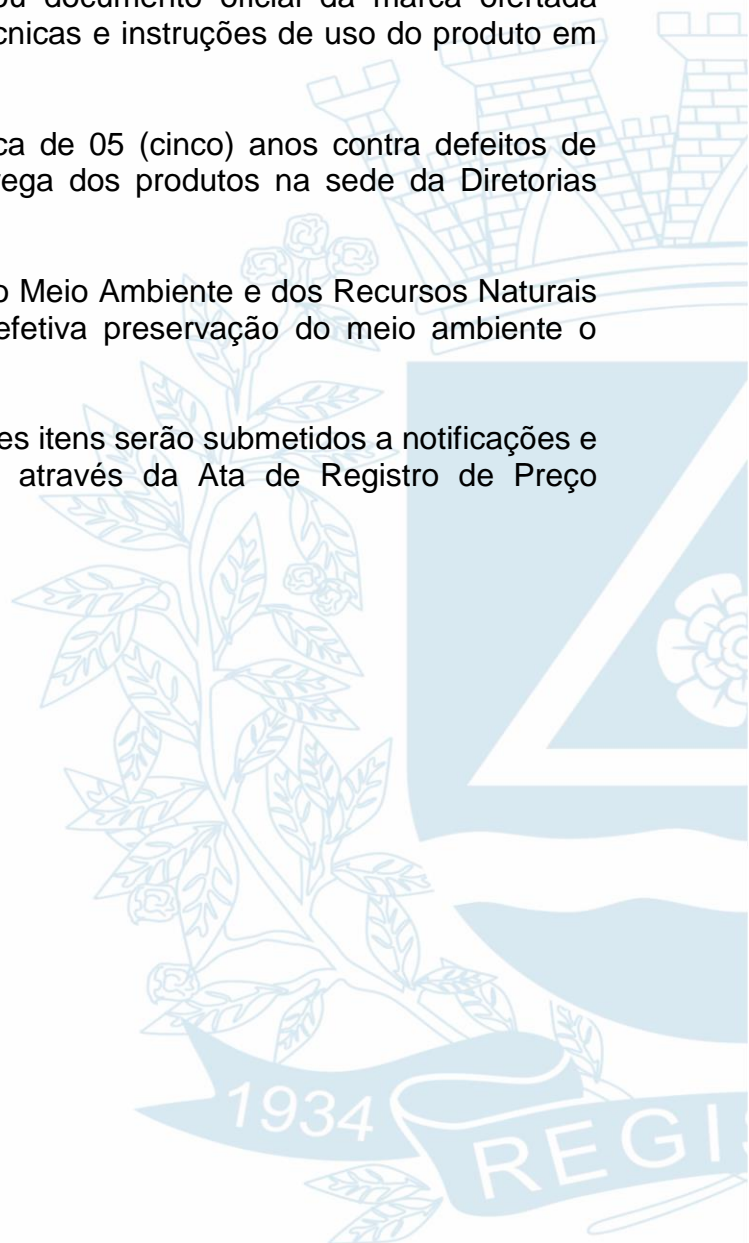 ou documento oficial da marca ofertada
cnicas e instruções de uso do produto em
ca de 05 (cinco) anos contra defeitos de
rega dos produtos na sede da Diretorias
o Meio Ambiente e dos Recursos Naturais
efetiva preservação do meio ambiente o
es itens serão submetidos a notificações e
através da Ata de Registro de Preço
1934
REGIS